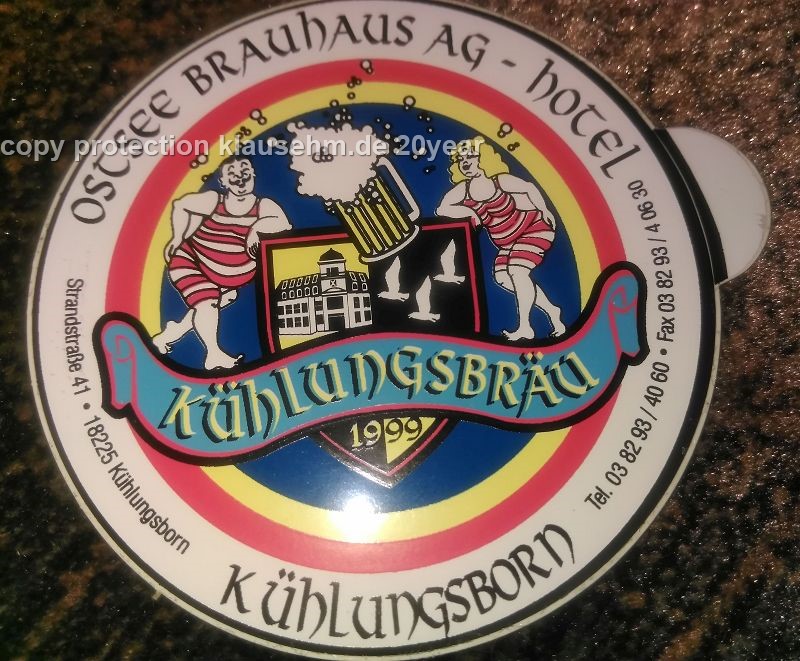 OSTSEE BRAUHAUS AG - HOTEL
copy protection klausehm.de 20year
KÜHLUNGSBRÄU
1999
Strandstraße 41 • 18225 Kühlungsborn
Tel. 03 82 93 / 40 60 • Fax 03 82 93 / 4 06 30
KÜHLUNGSBORN